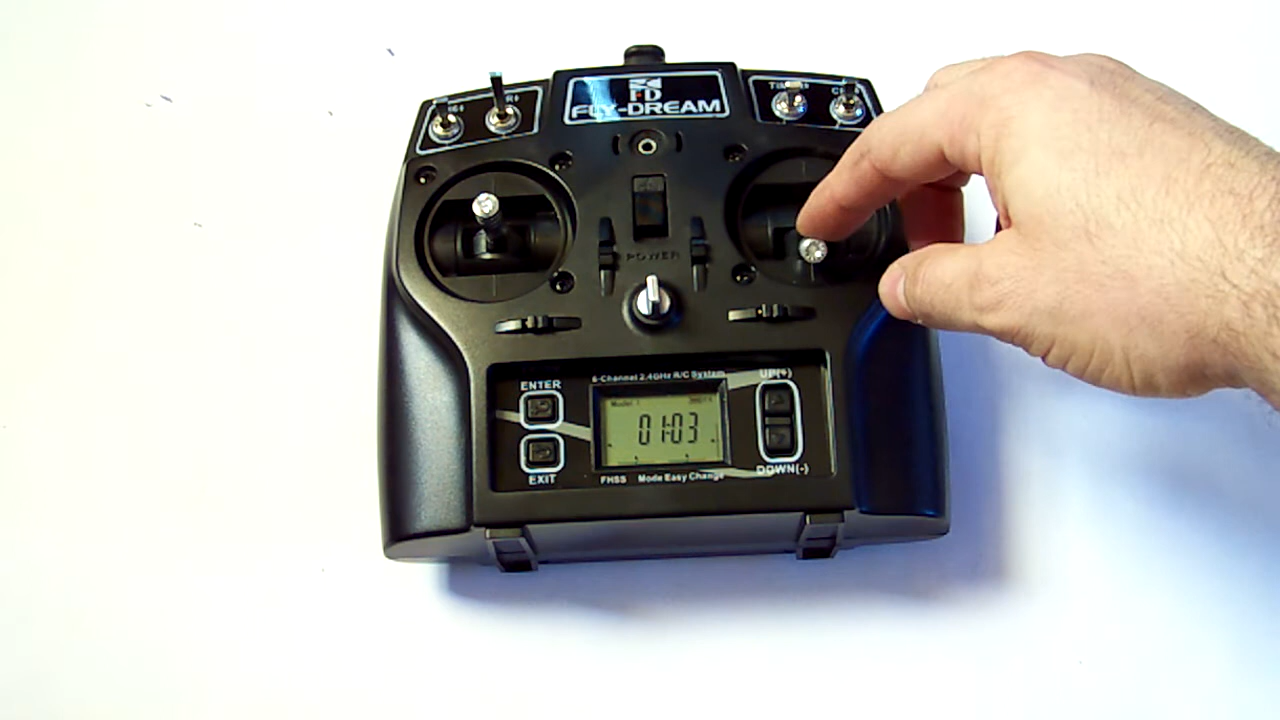 FD
FLY-DREAM
POWER
6-Channel 2.4GHz R/C System
UP(+)
ENTER
Model
01:03
EXIT
DOWN(-)
FHSS Mode Easy Change